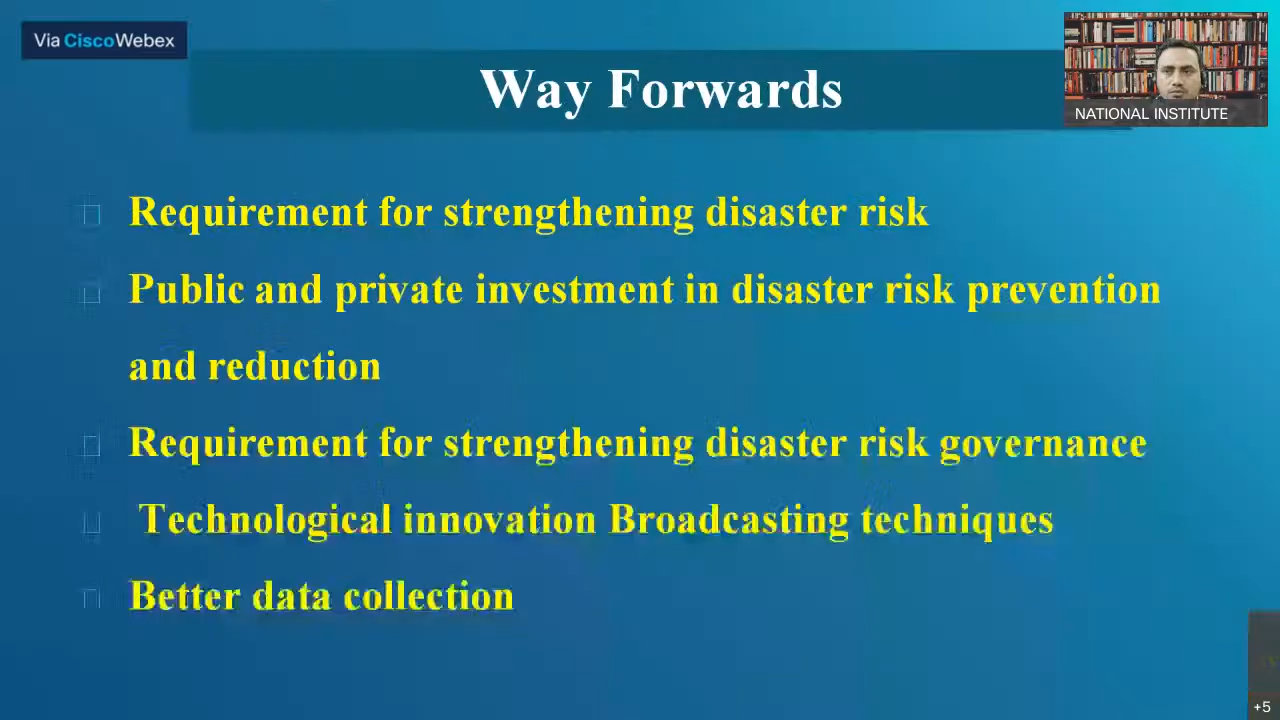 Via CiscoWebex
Way Forwards
NATIONAL INSTITUTE
Requirement for strengthening disaster risk
Public and private investment in disaster risk prevention
and reduction
Requirement for strengthening disaster risk governance
Technological innovation Broadcasting techniques
Better data collection
+5